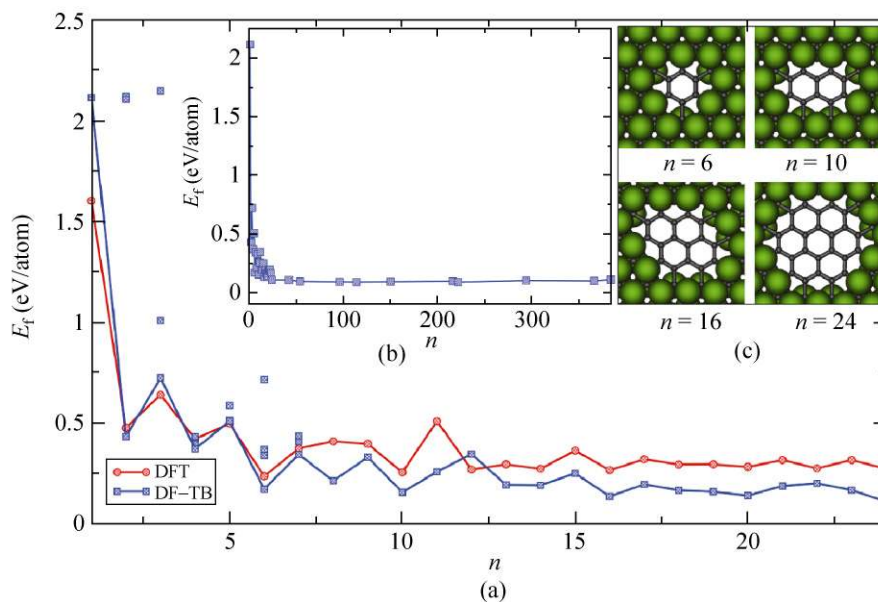 2.5
2
1.5
1
0.5
0
E_f (eV/atom)
5
10
15
20
n
(a)
DFT
DF–TB
2
1.5
1
0.5
0
E_f (eV/atom)
0
100
200
300
n
(b)
n = 6
n = 10
n = 16
n = 24
(c)